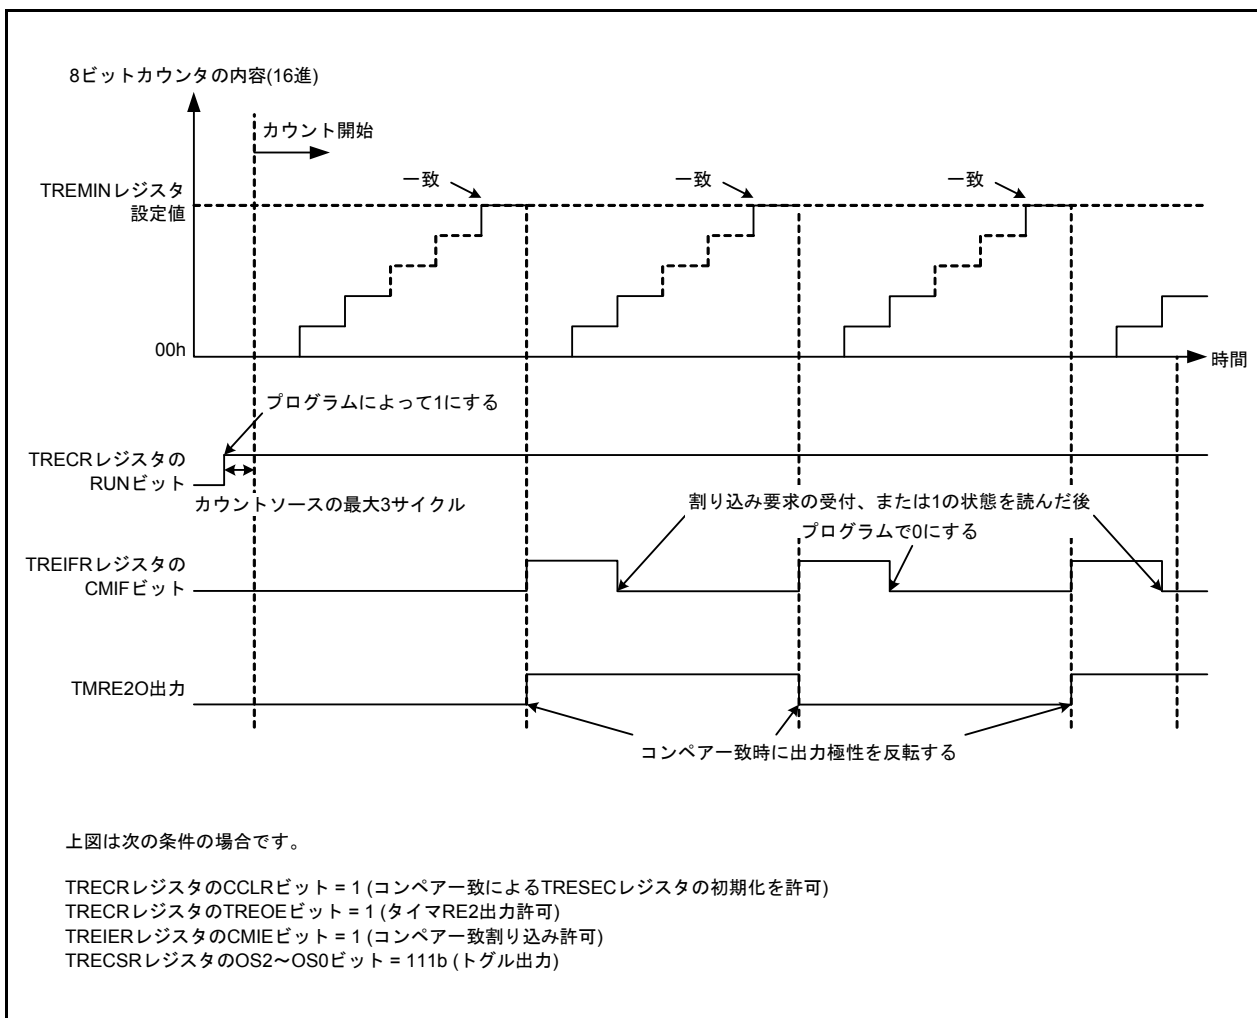 8ビットカウンタの内容(16進)
カウント開始
TREMINレジスタ
設定値
一致
一致
一致
00h
時間
プログラムによって1にする
TRECRレジスタの
RUNビット
カウントソースの最大3サイクル
割り込み要求の受付、または1の状態を読んだ後
プログラムで0にする
TREIFRレジスタの
CMIFビット
TMRE2O出力
コンペア一致時に出力極性を反転する
上図は次の条件の場合です。
TRECRレジスタのCCLRビット = 1 (コンペア一致によるTRESECレジスタの初期化を許可)
TRECRレジスタのTREOEビット = 1 (タイマRE2出力許可)
TREIERレジスタのCMIEビット = 1 (コンペア一致割り込み許可)
TRECSRレジスタのOS2～OS0ビット = 111b (トグル出力)